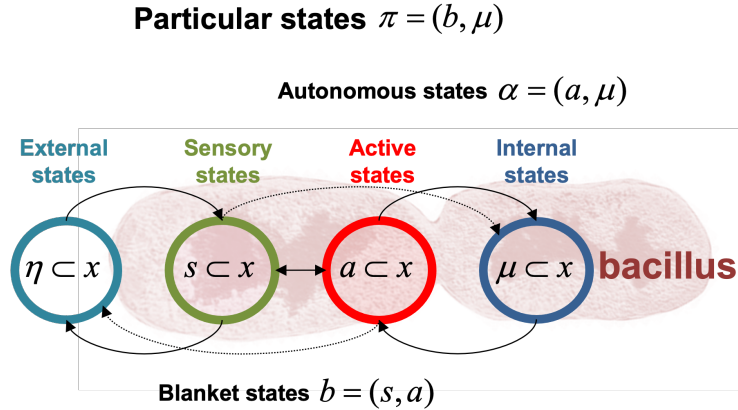 Particular states π = (b, μ)
Autonomous states α = (a, μ)
External states
Sensory states
Active states
Internal states
η ⊂ x
s ⊂ x
a ⊂ x
μ ⊂ x
bacillus
Blanket states b = (s, a)